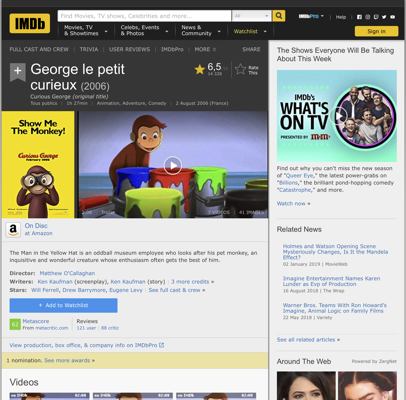 IMDb
Find Movies, TV shows, Celebrities and more...
All
IMDbPro
Help
Movies, TV
& Showtimes
Celebs, Events
& Photos
News &
Community
Watchlist
Sign in
FULL CAST AND CREW | TRIVIA | USER REVIEWS | IMDbPro | MORE
SHARE
George le petit
curieux (2006)
Curious George (original title)
Tous publics | 1h 27min | Animation, Adventure, Comedy | 2 August 2006 (France)
6,5
Rate
This
Show Me
The Monkey!
Curious George
On Disc
at Amazon
The Man in the Yellow Hat is an oddball museum employee who looks after his pet monkey, an
inquisitive and wonderful creature whose enthusiasm often gets the best of him.
Director: Matthew O'Callaghan
Writers: Ken Kaufman (screenplay), Ken Kaufman (story) | 3 more credits »
Stars: Will Ferrell, Drew Barrymore, Eugene Levy | See full cast & crew »
+ Add to Watchlist
62
Metascore
From metacritic.com
Reviews
121 user | 88 critic
View production, box office, & company info on IMDbPro
1 nomination. See more awards »
Videos
The Shows Everyone Will Be Talking
About This Week
IMDb's
WHAT'S
ON TV
PRESENTED BY m&m's
Find out why you can't miss the new season
of "Queer Eye," the latest power-grabs on
"Billions," the brilliant pond-hopping comedy
"Catastrophe," and more.
Watch now »
Related News
Holmes and Watson Opening Scene
Mysteriously Changes, Is it the Mandela
Effect?
02 January 2019 | MovieWeb
Imagine Entertainment Names Karen
Lunder as Evp of Production
16 August 2018 | The Wrap
Warner Bros. Teams With Ron Howard's
Imagine, Animal Logic on Family Films
22 May 2018 | Variety
See all related articles »
Around The Web
Powered by ZergNet